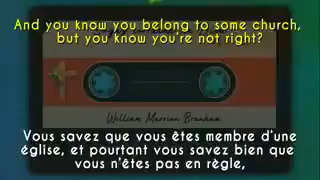 And you know you belong to some church,
but you know you're not right?
William Marrion Branham
Vous savez que vous êtes membre d'une
église, et pourtant vous savez bien que
vous n'êtes pas en règle,